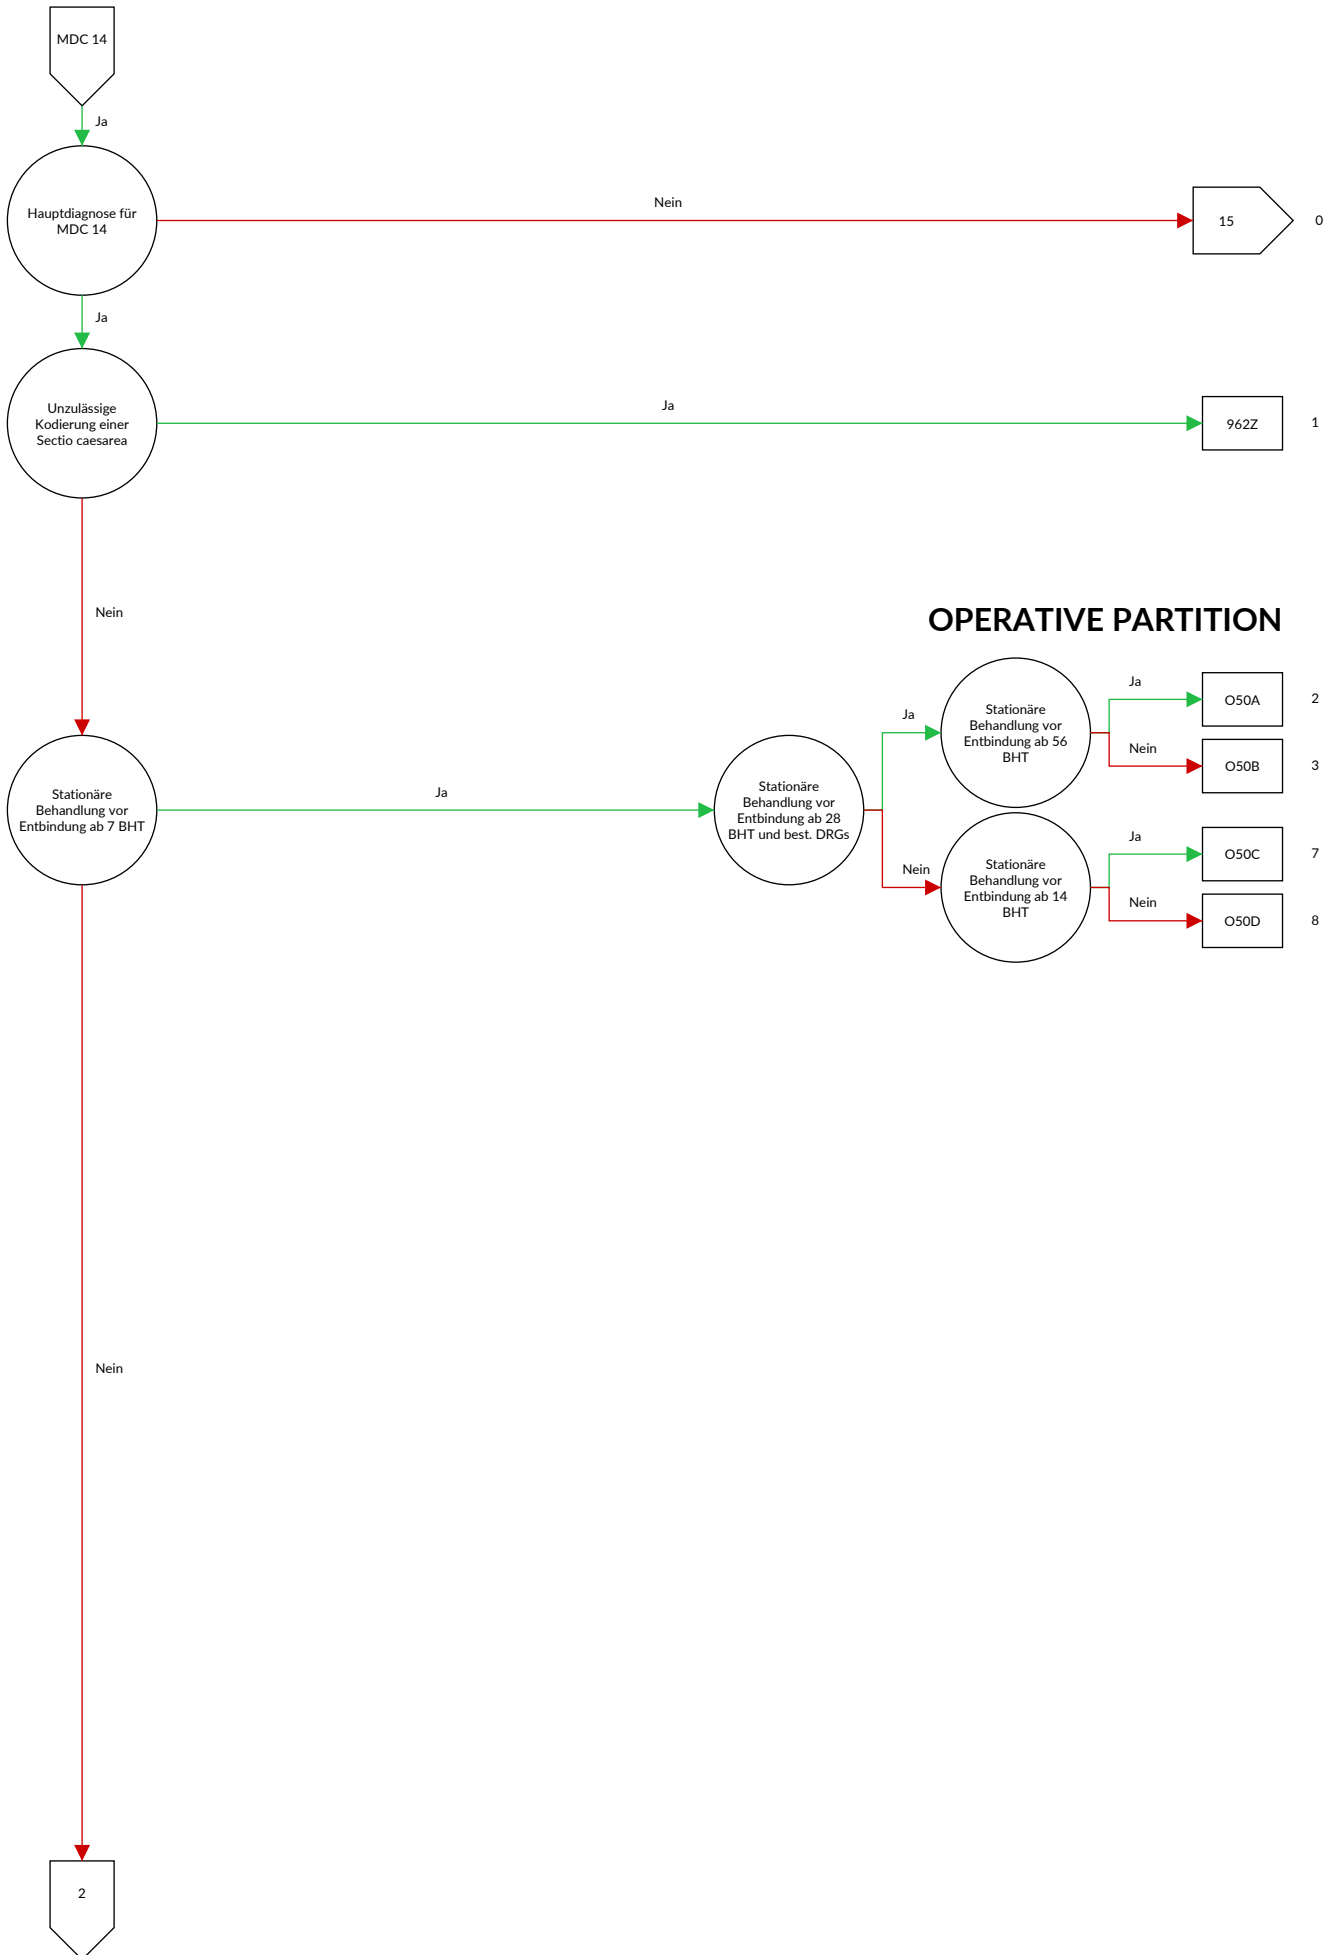 MDC 14
Ja
Hauptdiagnose für
MDC 14
Nein
15
0
Ja
Unzulässige
Kodierung einer
Sectio caesarea
Ja
962Z
1
Nein
OPERATIVE PARTITION
Stationäre
Behandlung vor
Entbindung ab 7 BHT
Ja
Stationäre
Behandlung vor
Entbindung ab 28
BHT und best. DRGs
Ja
Stationäre
Behandlung vor
Entbindung ab 56
BHT
Ja
O50A
2
Nein
O50B
3
Nein
Stationäre
Behandlung vor
Entbindung ab 14
BHT
Ja
O50C
7
Nein
O50D
8
Nein
2